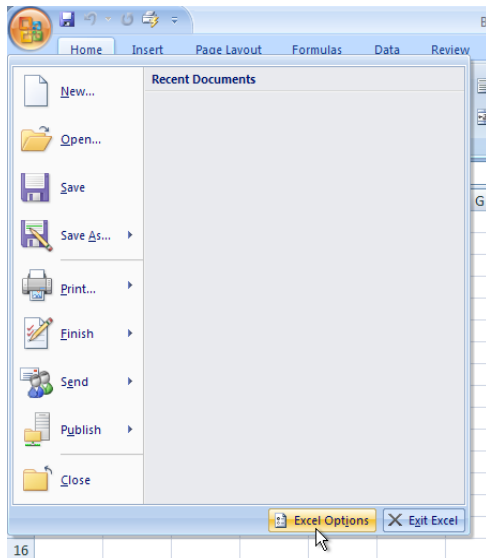 Home Insert Page Layout Formulas Data Review
Recent Documents
New...
Open...
Save
G
Save As...
Print...
Finish
Send
Publish
Close
Excel Options Exit Excel
16